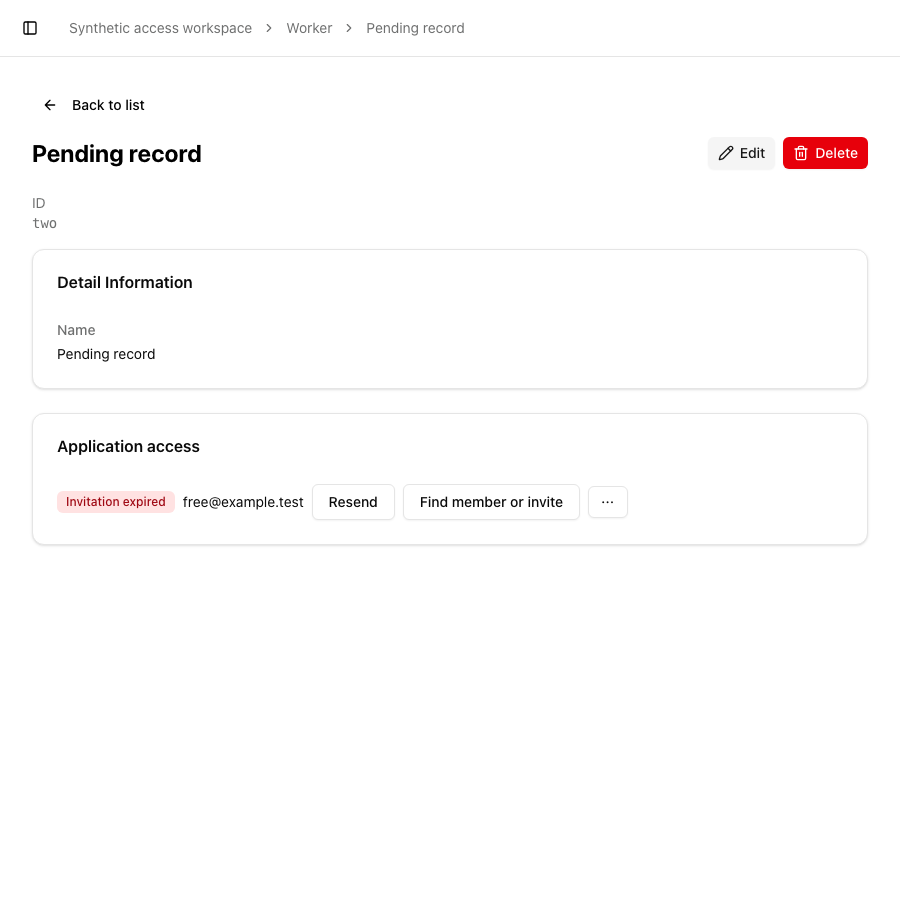 Synthetic access workspace > Worker > Pending record
Back to list
Pending record
Edit
Delete
ID
two
Detail Information
Name
Pending record
Application access
Invitation expired free@example.test Resend Find member or invite ...